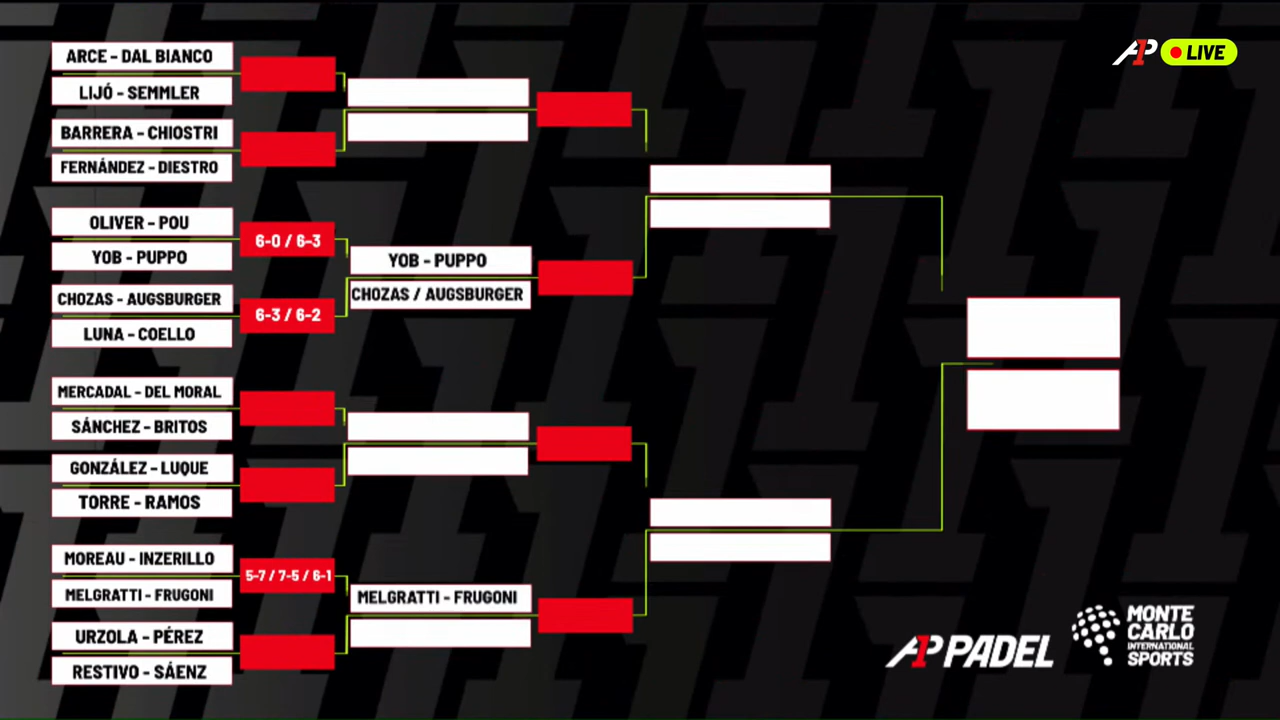 ARCE - DAL BIANCO
LIJÓ - SEMMLER
BARRERA - CHIOSTRI
FERNÁNDEZ - DIESTRO
OLIVER - POU
YOB - PUPPO
6-0 / 6-3
CHOZAS - AUGSBURGER
LUNA - COELLO
6-3 / 6-2
YOB - PUPPO
CHOZAS / AUGSBURGER
MERCADAL - DEL MORAL
SÁNCHEZ - BRITOS
GONZÁLEZ - LUQUE
TORRE - RAMOS
MOREAU - INZERILLO
MELGRATTI - FRUGONI
5-7 / 7-5 / 6-1
URZOLA - PÉREZ
RESTIVO - SÁENZ
MELGRATTI - FRUGONI
A1 LIVE
A1 PADEL
MONTE
CARLO
INTERNATIONAL
SPORTS